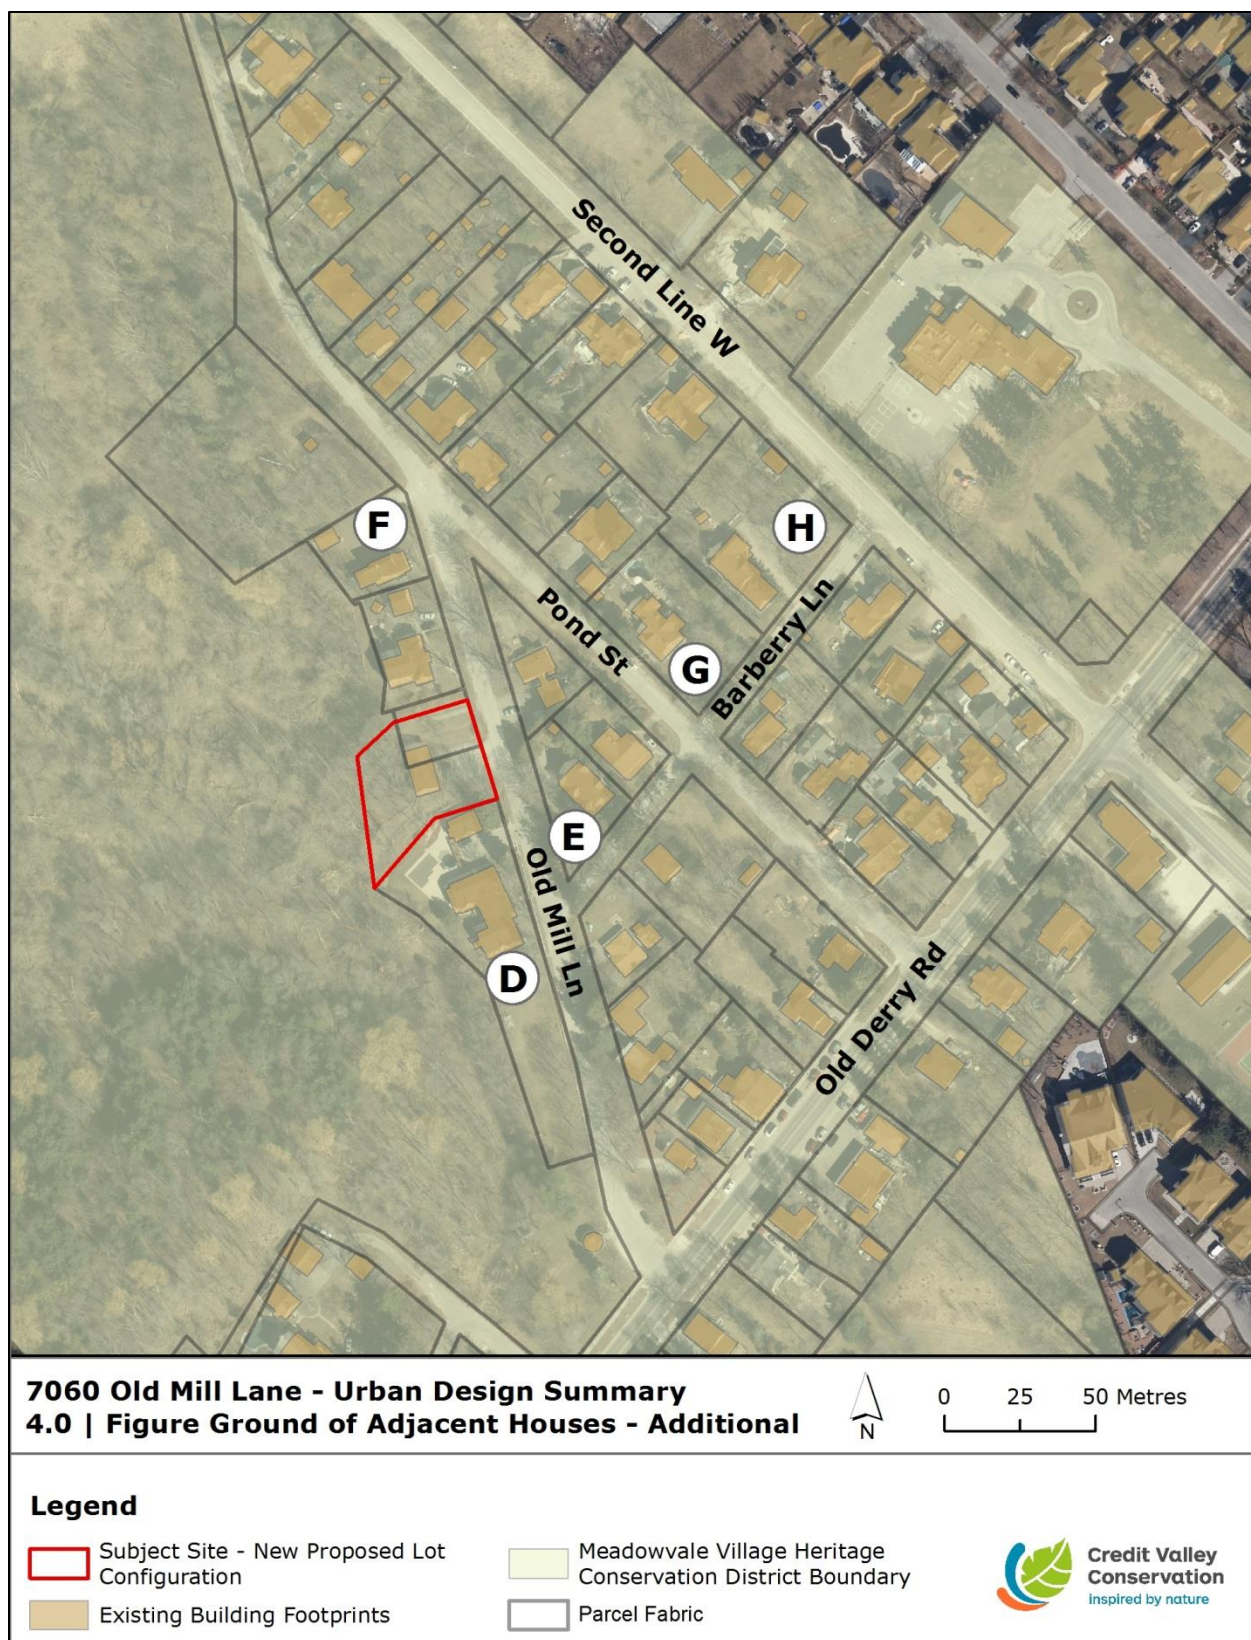 Second Line W
H
F
Pond St
Barberry Ln
G
E
Old Mill Ln
D
Old Derry Rd
7060 Old Mill Lane - Urban Design Summary
4.0 | Figure Ground of Adjacent Houses - Additional
N
0 25 50 Metres
Legend
Subject Site - New Proposed Lot
Configuration
Existing Building Footprints
Meadowvale Village Heritage
Conservation District Boundary
Parcel Fabric
Credit Valley
Conservation
inspired by nature